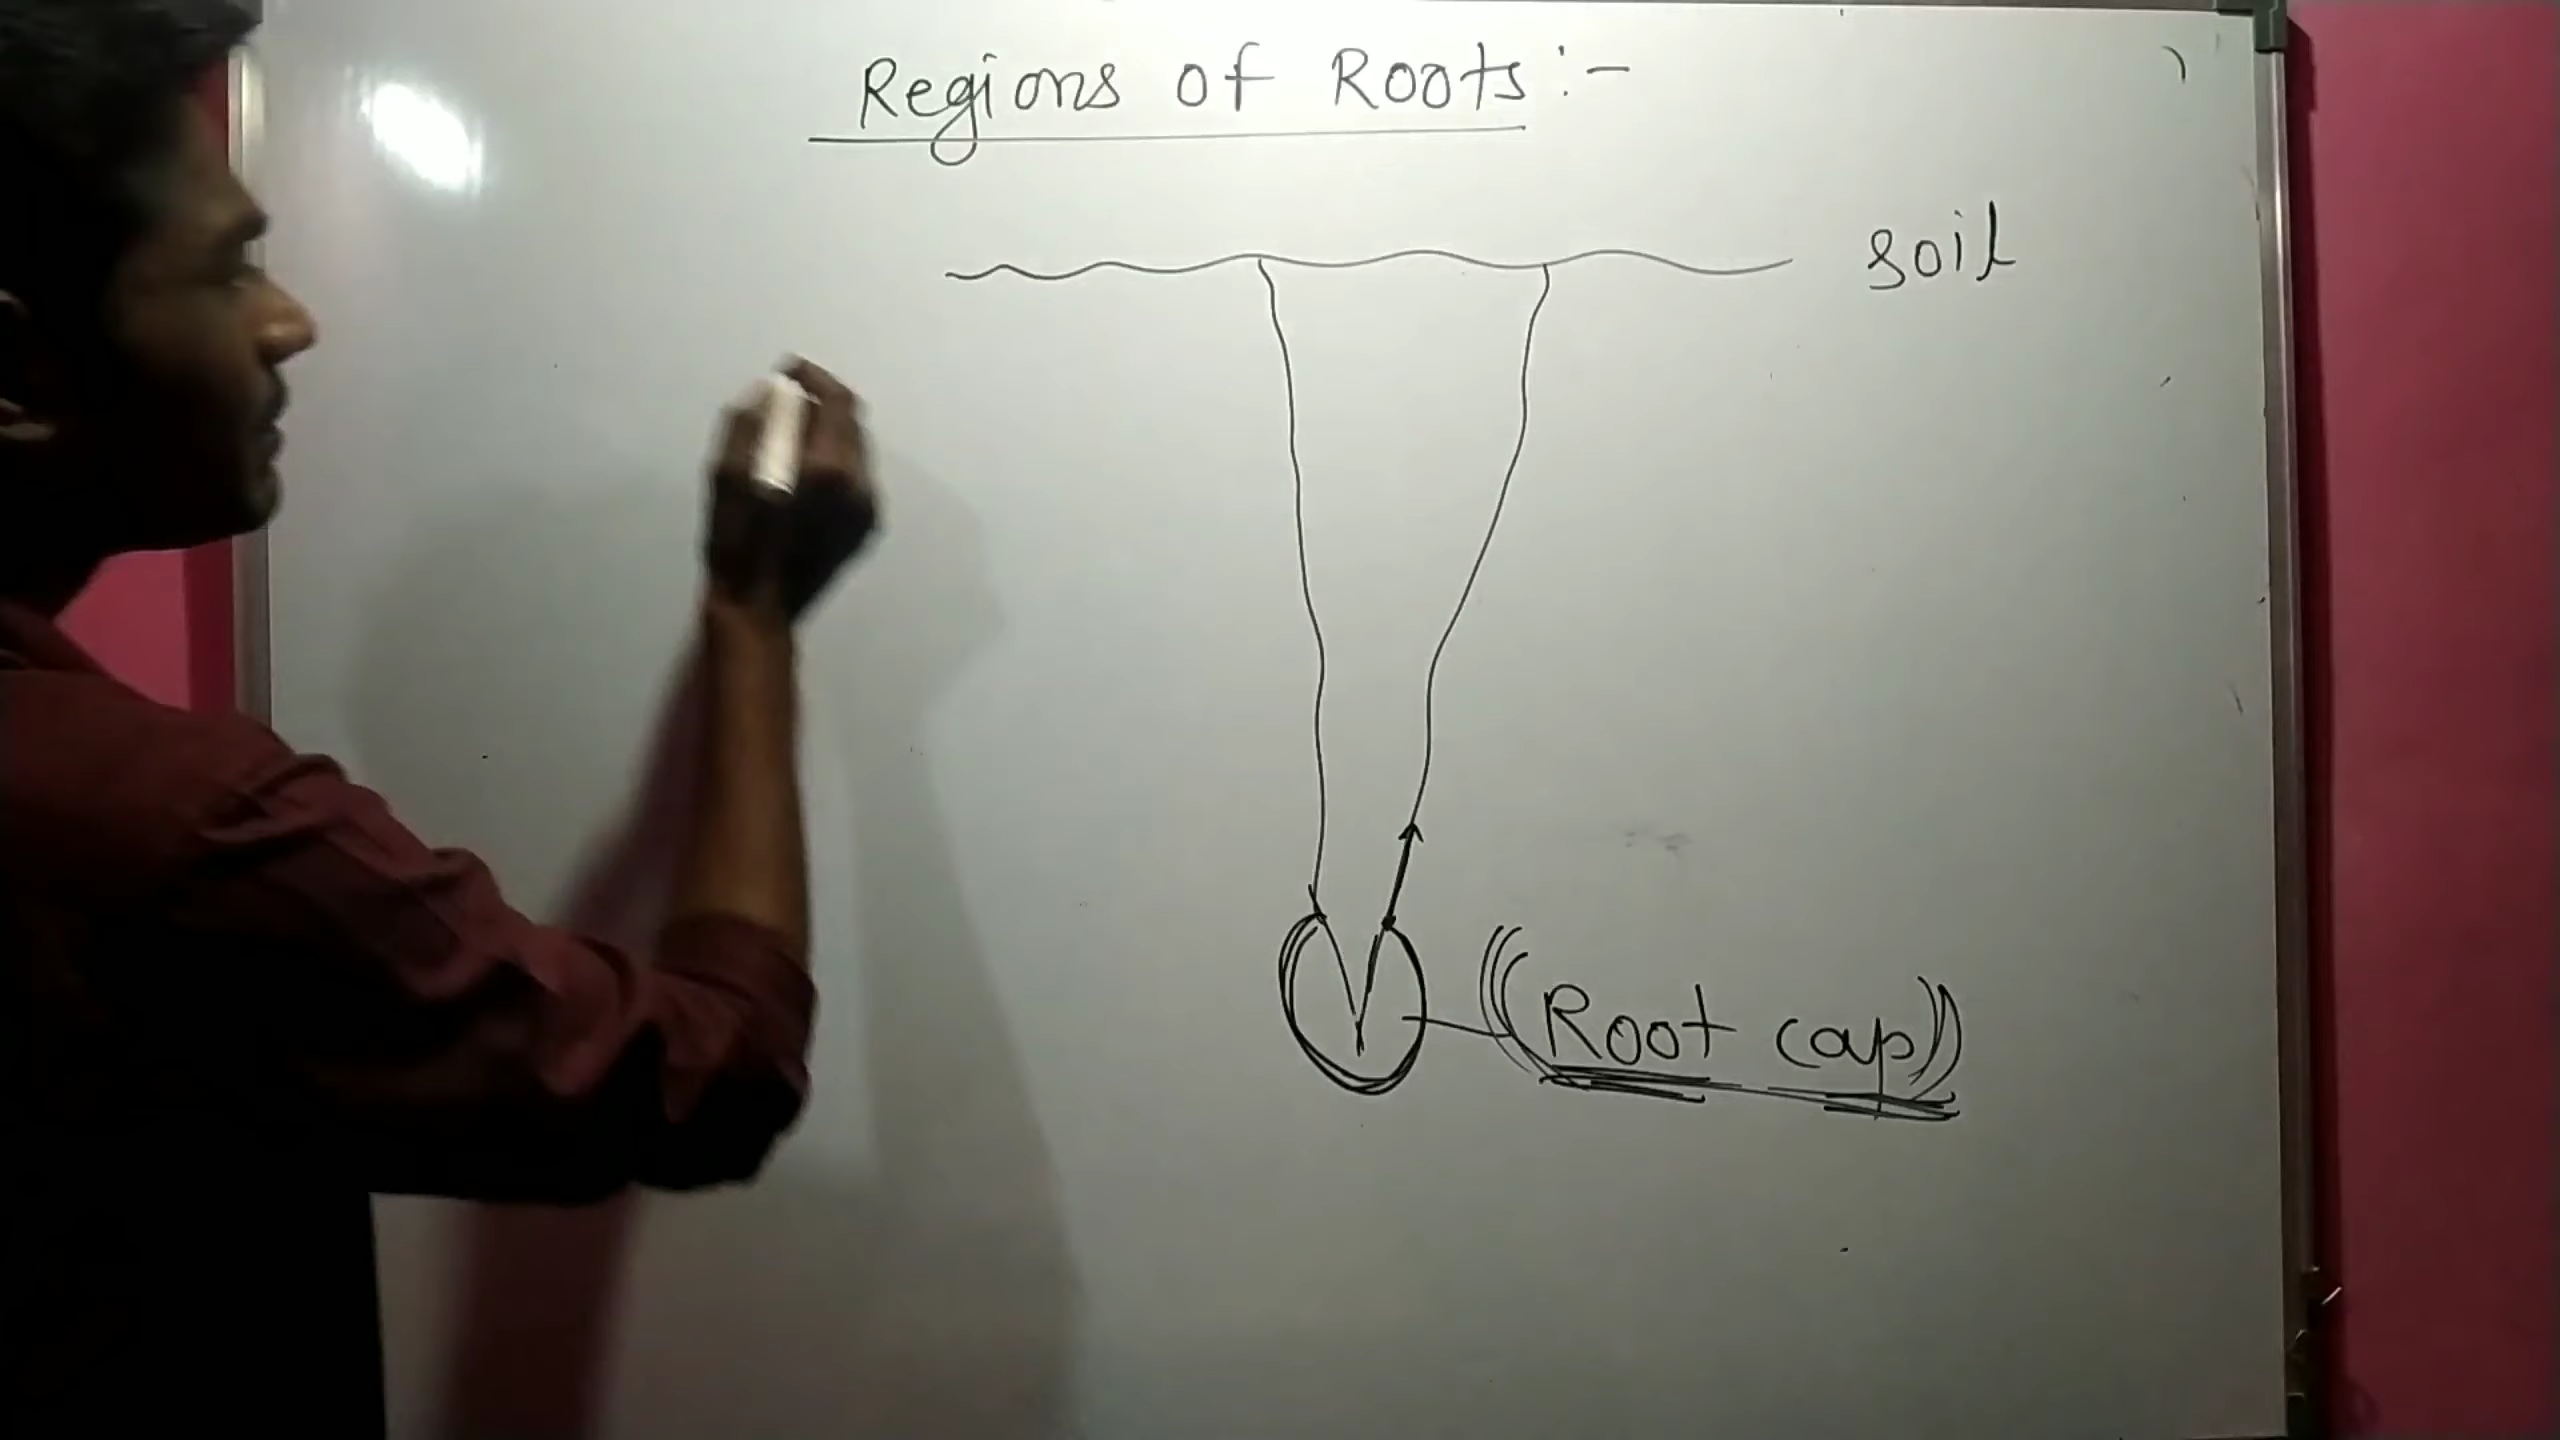 Regions of Roots :-
soil
((Root cap))